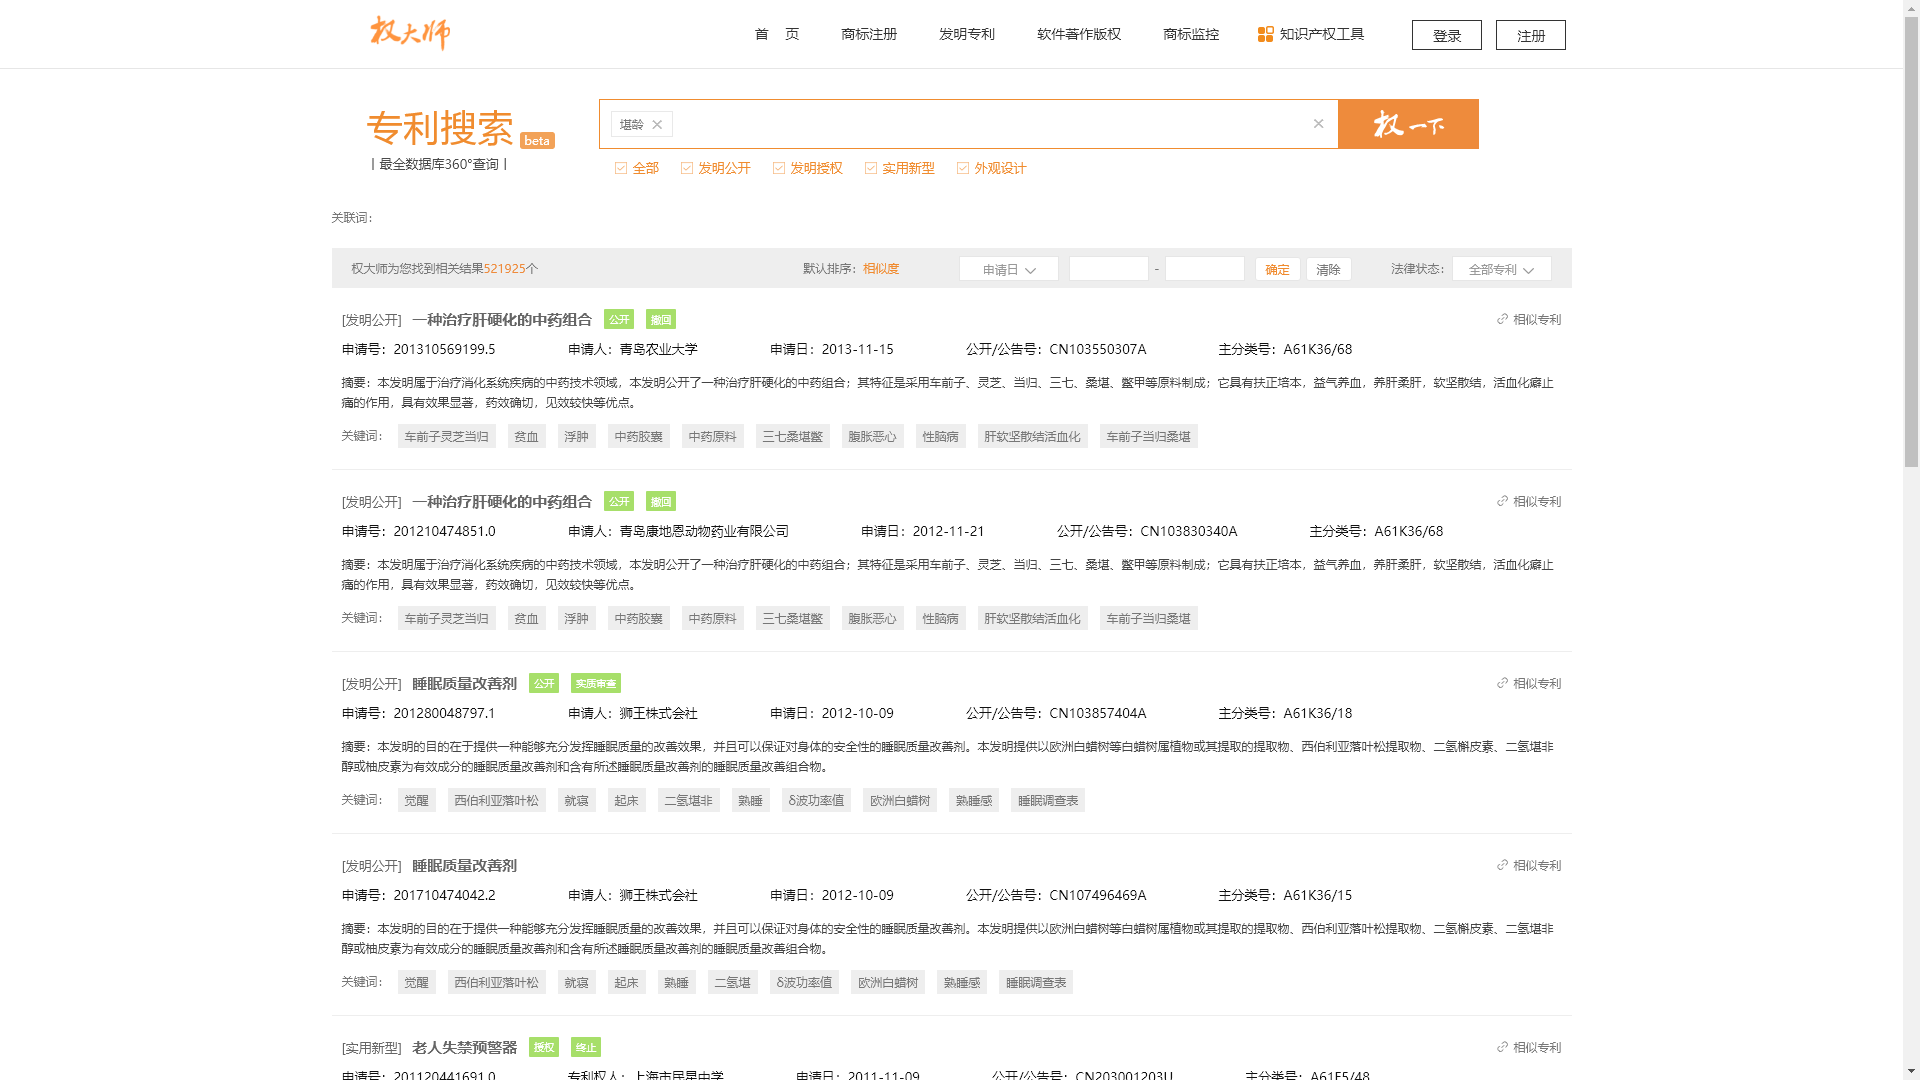 权大师
首 页
商标注册
发明专利
软件著作版权
商标监控
知识产权工具
登录
注册
专利搜索 beta
最全数据库360°查询
堪龄
权一下
全部
发明公开
发明授权
实用新型
外观设计
关联词：
权大师为您找到相关结果521925个
默认排序：相似度
申请日
-
确定
清除
法律状态：
全部专利
[发明公开] 一种治疗肝硬化的中药组合 公开 撤回
相似专利
申请号：201310569199.5 申请人：青岛农业大学 申请日：2013-11-15 公开/公告号：CN103550307A 主分类号：A61K36/68
摘要：本发明属于治疗消化系统疾病的中药技术领域，本发明公开了一种治疗肝硬化的中药组合；其特征是采用车前子、灵芝、当归、三七、桑堪、鳖甲等原料制成；它具有扶正培本，益气养血，养肝柔肝，软坚散结，活血化癖止
痛的作用，具有效果显著，药效确切，见效较快等优点。
关键词： 车前子灵芝当归 贫血 浮肿 中药胶囊 中药原料 三七桑堪鳖 腹胀恶心 性脑病 肝软坚散结活血化 车前子当归桑堪
[发明公开] 一种治疗肝硬化的中药组合 公开 撤回
相似专利
申请号：201210474851.0 申请人：青岛康地恩动物药业有限公司 申请日：2012-11-21 公开/公告号：CN103830340A 主分类号：A61K36/68
摘要：本发明属于治疗消化系统疾病的中药技术领域，本发明公开了一种治疗肝硬化的中药组合；其特征是采用车前子、灵芝、当归、三七、桑堪、鳖甲等原料制成；它具有扶正培本，益气养血，养肝柔肝，软坚散结，活血化癖止
痛的作用，具有效果显著，药效确切，见效较快等优点。
关键词： 车前子灵芝当归 贫血 浮肿 中药胶囊 中药原料 三七桑堪鳖 腹胀恶心 性脑病 肝软坚散结活血化 车前子当归桑堪
[发明公开] 睡眠质量改善剂 公开 实质审查
相似专利
申请号：201280048797.1 申请人：狮王株式会社 申请日：2012-10-09 公开/公告号：CN103857404A 主分类号：A61K36/18
摘要：本发明的目的在于提供一种能够充分发挥睡眠质量的改善效果，并且可以保证对身体的安全性的睡眠质量改善剂。本发明提供以欧洲白蜡树等白蜡树属植物或其提取的提取物、西伯利亚落叶松提取物、二氢槲皮素、二氢堪非
醇或柚皮素为有效成分的睡眠质量改善剂和含有所述睡眠质量改善剂的睡眠质量改善组合物。
关键词： 觉醒 西伯利亚落叶松 就寝 起床 二氢堪非 熟睡 δ波功率值 欧洲白蜡树 熟睡感 睡眠调查表
[发明公开] 睡眠质量改善剂
相似专利
申请号：201710474042.2 申请人：狮王株式会社 申请日：2012-10-09 公开/公告号：CN107496469A 主分类号：A61K36/15
摘要：本发明的目的在于提供一种能够充分发挥睡眠质量的改善效果，并且可以保证对身体的安全性的睡眠质量改善剂。本发明提供以欧洲白蜡树等白蜡树属植物或其提取的提取物、西伯利亚落叶松提取物、二氢槲皮素、二氢堪非
醇或柚皮素为有效成分的睡眠质量改善剂和含有所述睡眠质量改善剂的睡眠质量改善组合物。
关键词： 觉醒 西伯利亚落叶松 就寝 起床 熟睡 二氢堪 δ波功率值 欧洲白蜡树 熟睡感 睡眠调查表
[实用新型] 老人失禁预警器 授权 终止
相似专利
申请号：201120441691.0 专利权人：上海市民星中学 申请日：2011-11-09 公开/公告号：CN203001203U 主分类号：A61F5/48